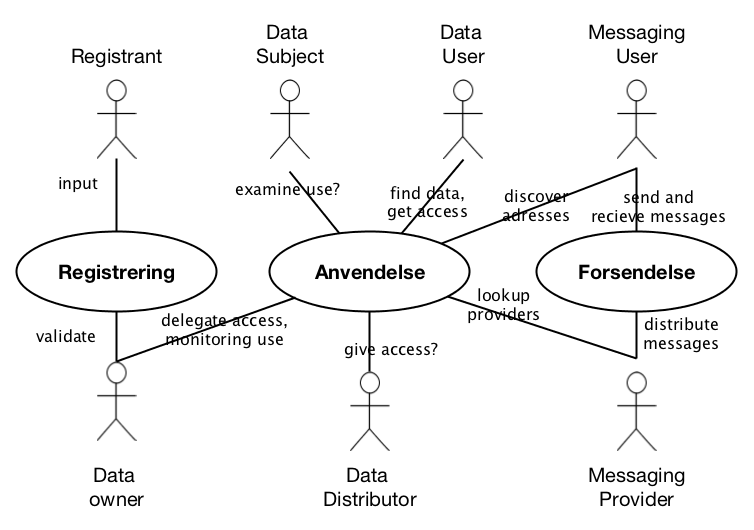 Registrant
Data
Subject
Data
User
Messaging
User
input
examine use?
find data,
get access
discover
adresses
send and
recieve messages
Registrering
Anvendelse
Forsendelse
validate
delegate access,
monitoring use
give access?
lookup
providers
distribute
messages
Data
owner
Data
Distributor
Messaging
Provider